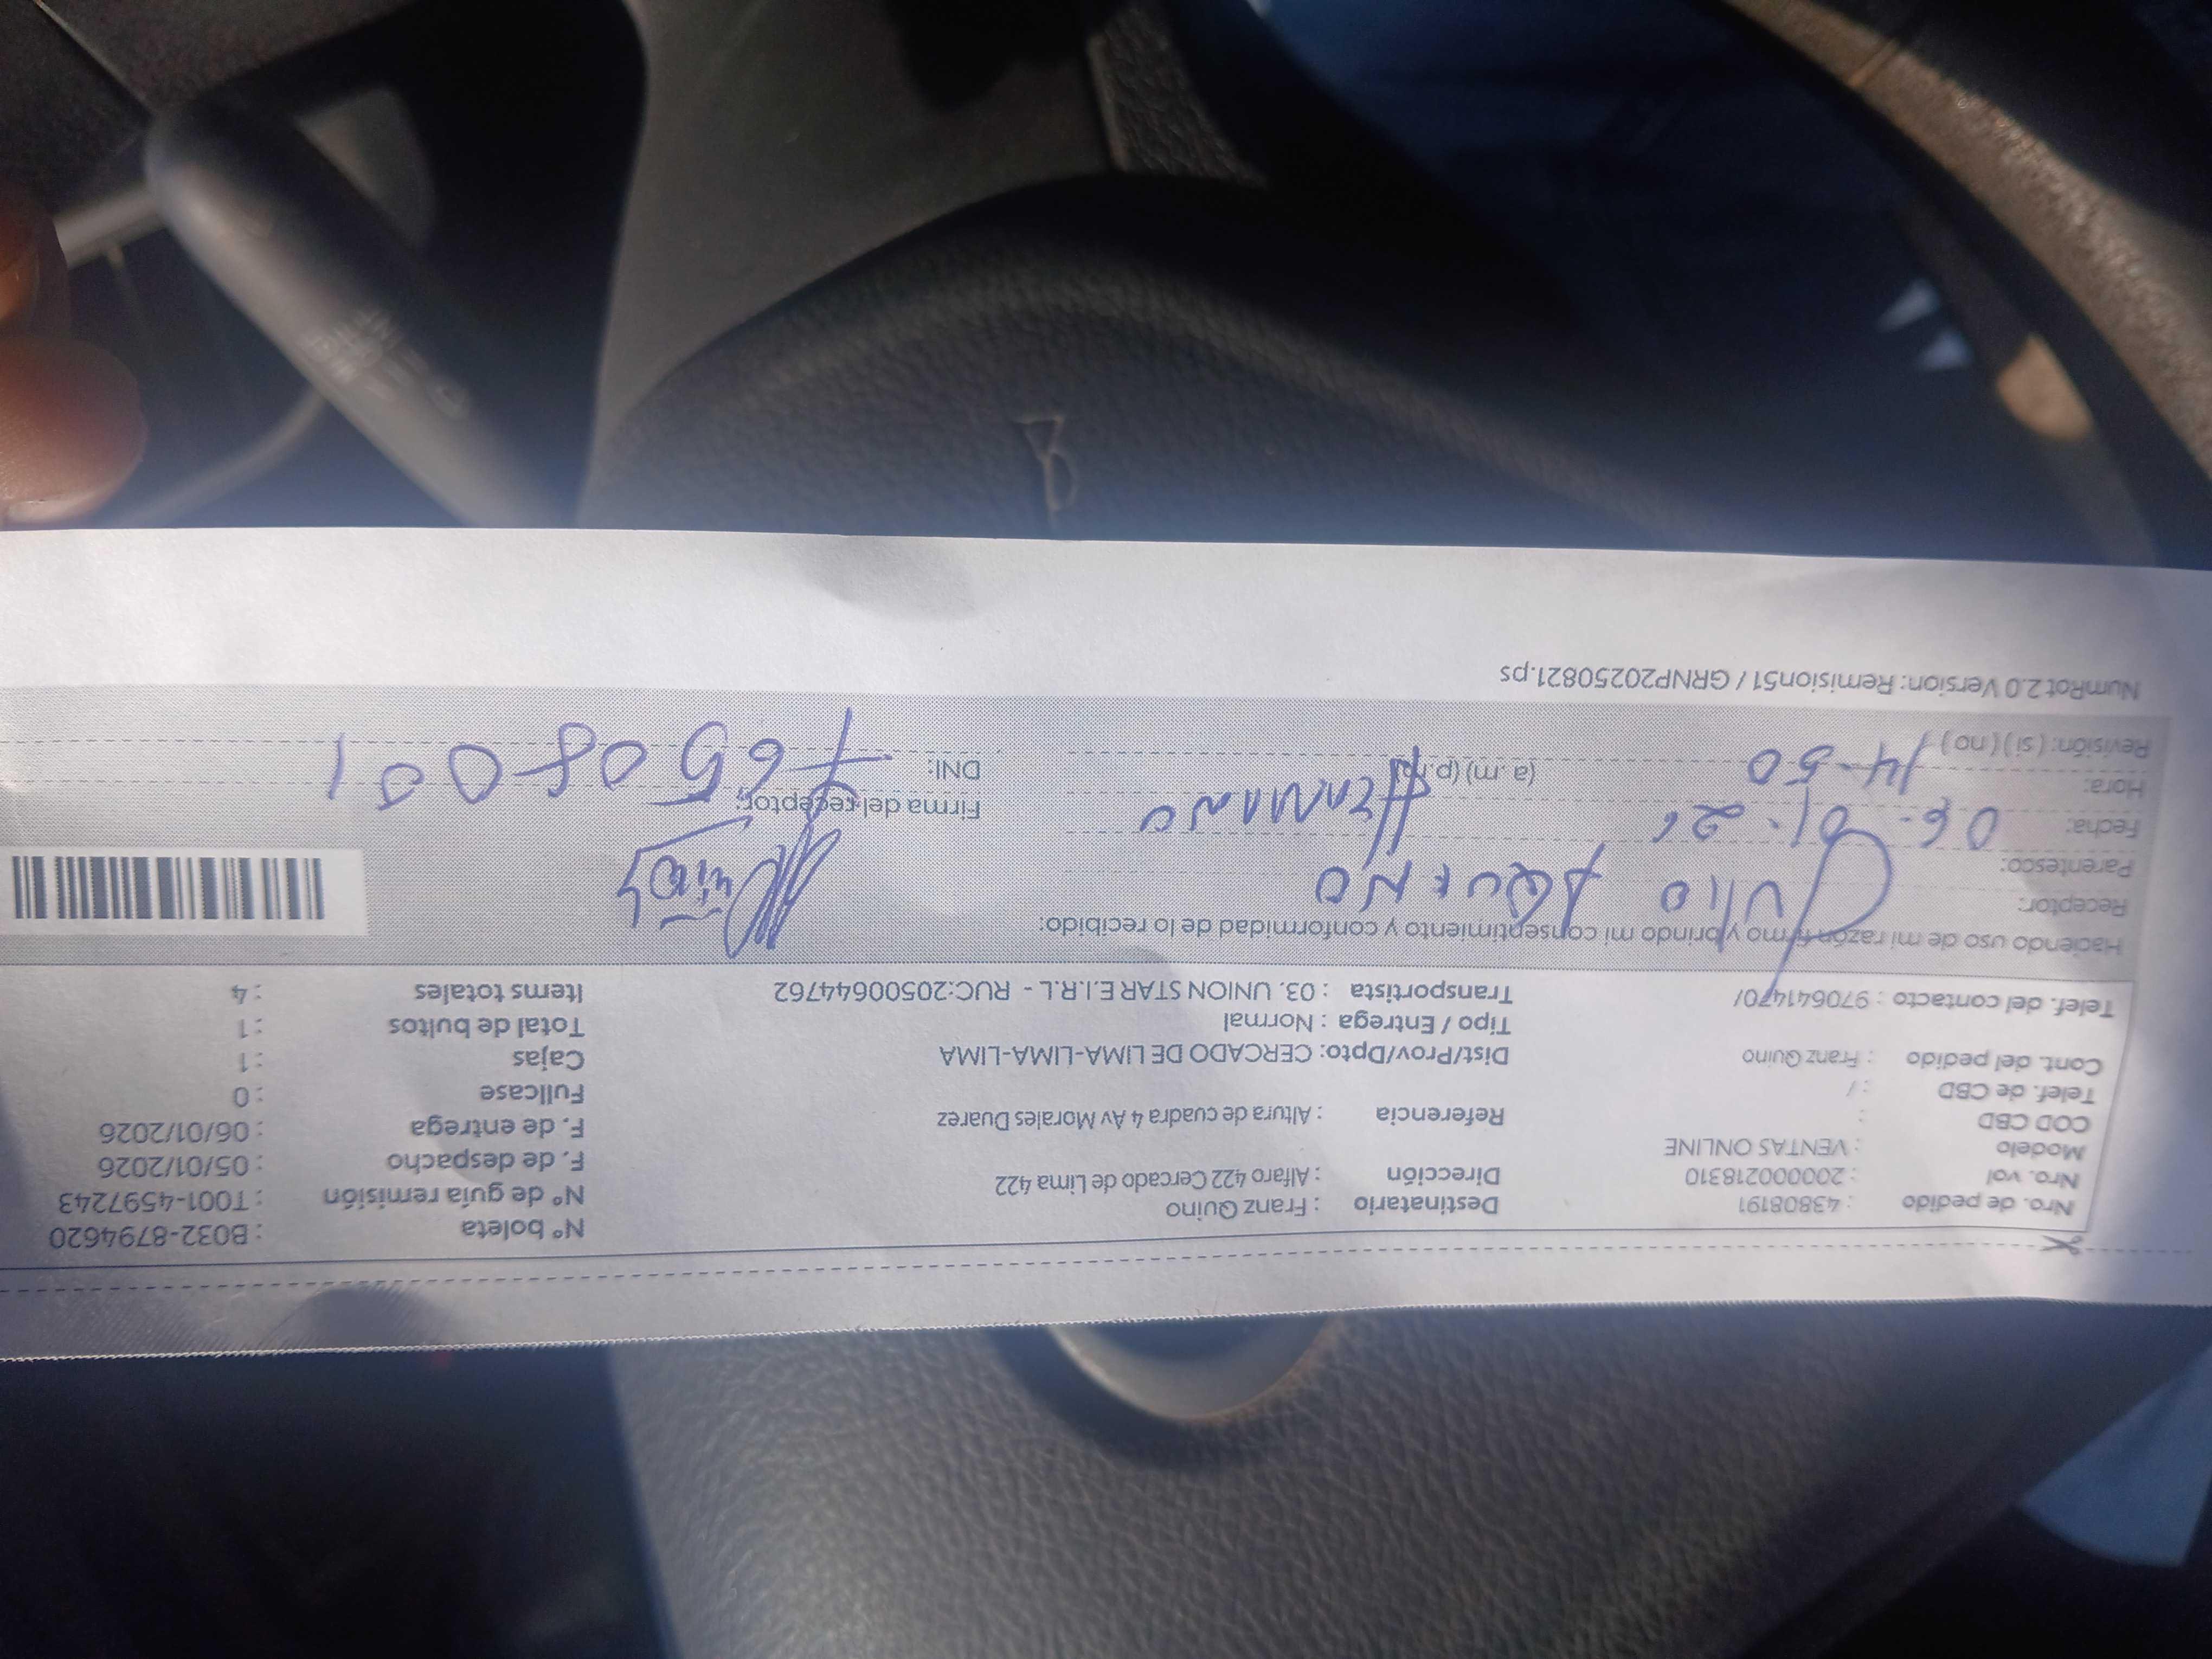 Nro. de pedido : 43808191
Nro. vol : 200000218310
Modelo : VENTAS ONLINE
COD CBD :
Telef. de CBD : /
Cont. del pedido : Franz Quino
Telef. del contacto : 970641470/
Destinatario : Franz Quino
Dirección : Alfaro 422 Cercado de Lima 422
Referencia : Altura de cuadra 4 Av Morales Duarez
Dist/Prov/Dpto: CERCADO DE LIMA-LIMA-LIMA
Tipo / Entrega : Normal
Transportista : 03. UNION STAR E.I.R.L - RUC:20500644762
N° boleta : B032-8794620
N° de guía remisión : T001-4597243
F. de despacho : 05/01/2026
F. de entrega : 06/01/2026
Fullcase : 0
Cajas : 1
Total de bultos : 1
Items totales : 4
Haciendo uso de mi razón firmo y brindo mi consentimiento y conformidad de lo recibido:
Receptor: Julio
Parentesco:
Fecha: 06-01-26 HERMANO
Hora: 14-50 (a.m) (p.m)
Revisión: (si) (no)
Firma del receptor:
DNI:
NumRot 2.0 Version: Remision51 / GRNP20250821.ps